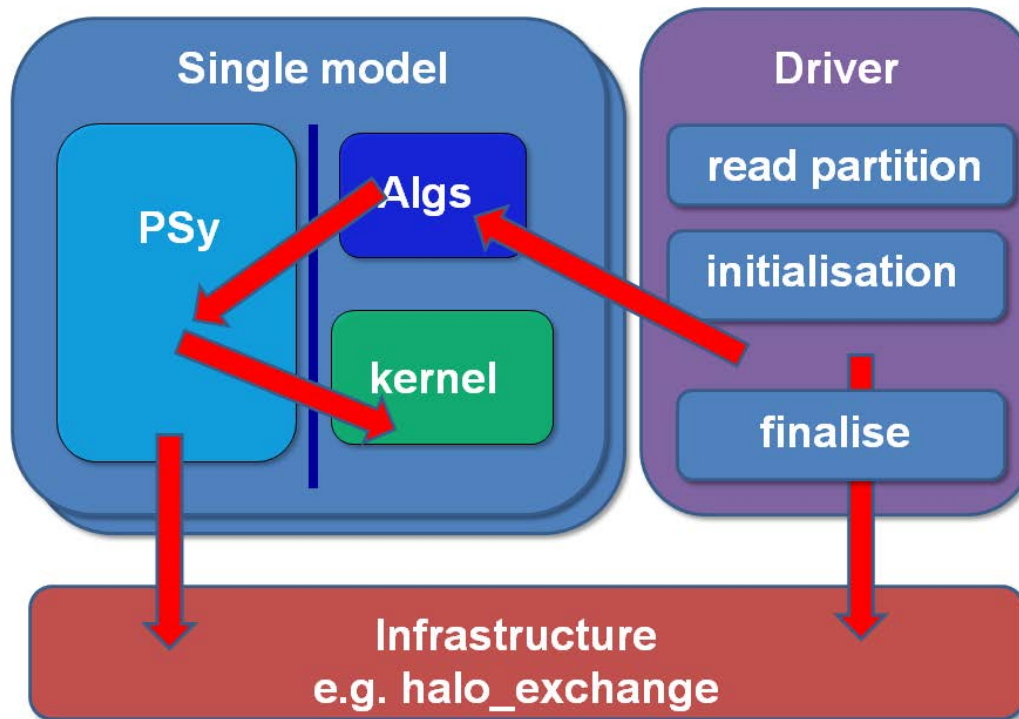 Single model
PSy
Algs
kernel
Driver
read partition
initialisation
finalise
Infrastructure
e.g. halo_exchange